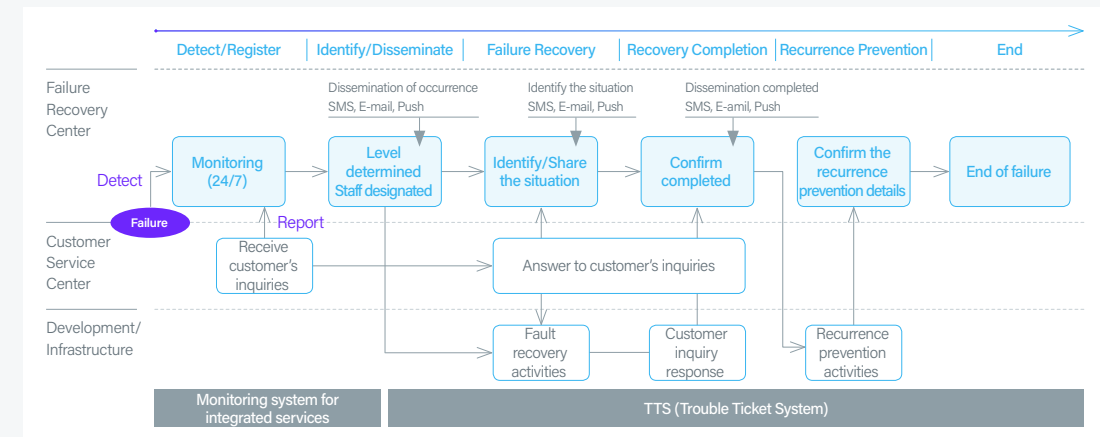 Detect/Register
Identify/Disseminate
Failure Recovery
Recovery Completion
Recurrence Prevention
End
Failure
Recovery
Center
Dissemination of occurrence
SMS, E-mail, Push
Identify the situation
SMS, E-mail, Push
Dissemination completed
SMS, E-amil, Push
Detect
Monitoring
(24/7)
Level
determined
Staff designated
Identify/Share
the situation
Confirm
completed
Confirm the
recurrence
prevention details
End of failure
Failure
Report
Customer
Service
Center
Receive
customer's
inquiries
Answer to customer's inquiries
Development/
Infrastructure
Fault
recovery
activities
Customer
inquiry
response
Recurrence
prevention
activities
Monitoring system for
integrated services
TTS (Trouble Ticket System)